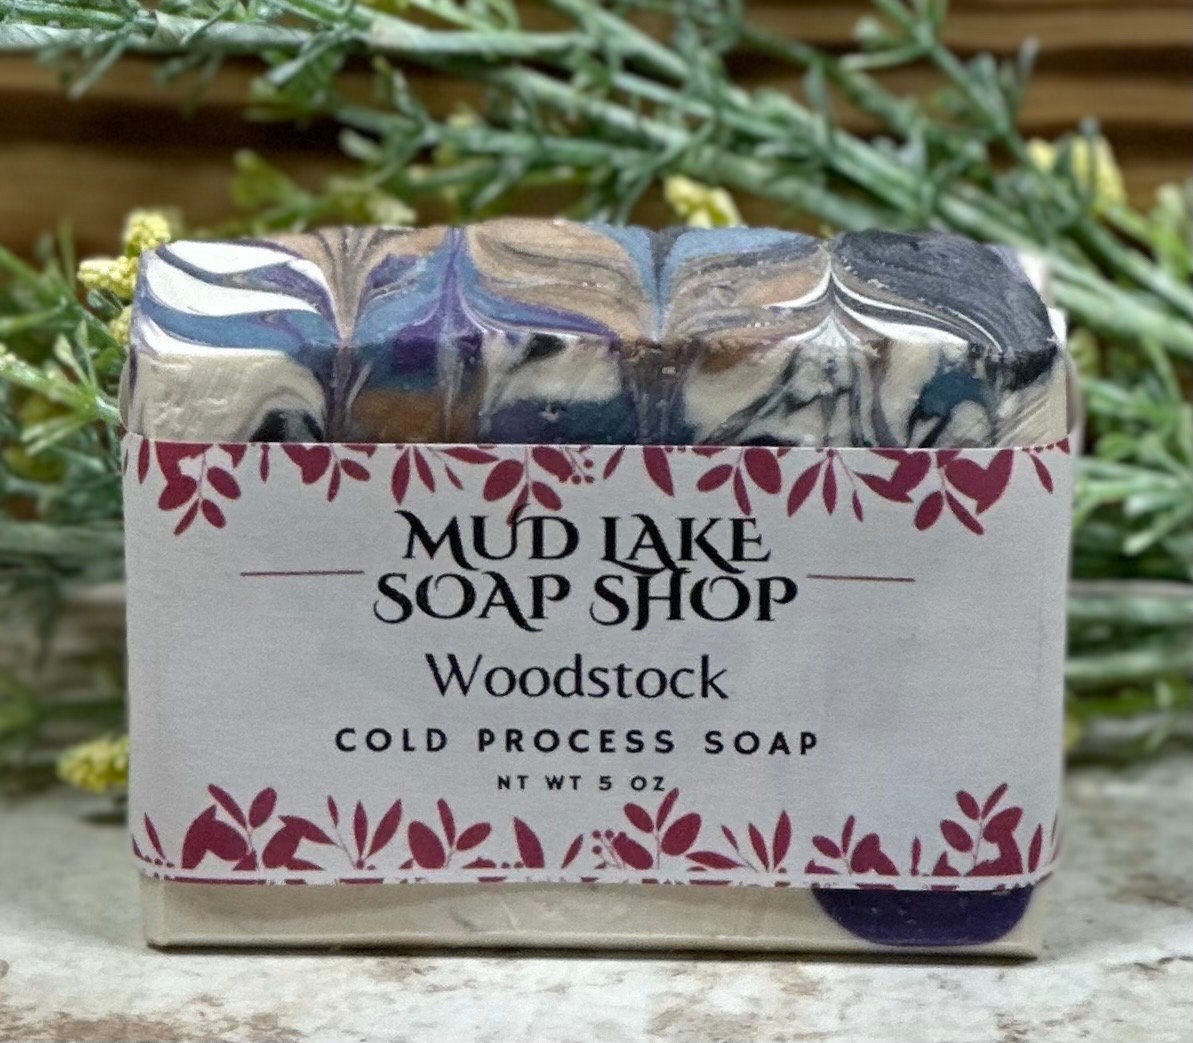 MUD LAKE
SOAP SHOP
Woodstock
COLD PROCESS SOAP
NT WT 5 OZ